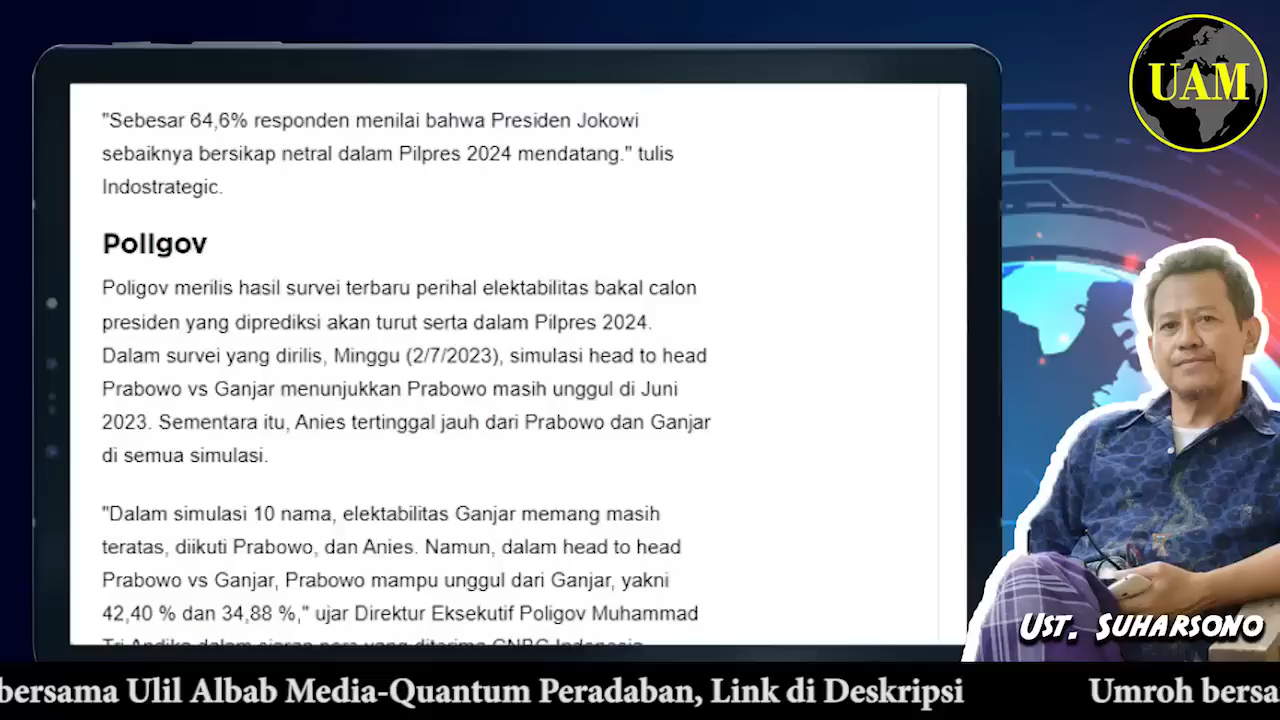 "Sebesar 64,6% responden menilai bahwa Presiden Jokowi
sebaiknya bersikap netral dalam Pilpres 2024 mendatang." tulis
Indostrategic.
Poligov
Poligov merilis hasil survei terbaru perihal elektabilitas bakal calon
presiden yang diprediksi akan turut serta dalam Pilpres 2024.
Dalam survei yang dirilis, Minggu (2/7/2023), simulasi head to head
Prabowo vs Ganjar menunjukkan Prabowo masih unggul di Juni
2023. Sementara itu, Anies tertinggal jauh dari Prabowo dan Ganjar
di semua simulasi.
"Dalam simulasi 10 nama, elektabilitas Ganjar memang masih
teratas, diikuti Prabowo, dan Anies. Namun, dalam head to head
Prabowo vs Ganjar, Prabowo mampu unggul dari Ganjar, yakni
42,40 % dan 34,88 %," ujar Direktur Eksekutif Poligov Muhammad
UAM
UST. SUHARSONO
bersama Ulil Albab Media-Quantum Peradaban, Link di Deskripsi
Umroh bersa